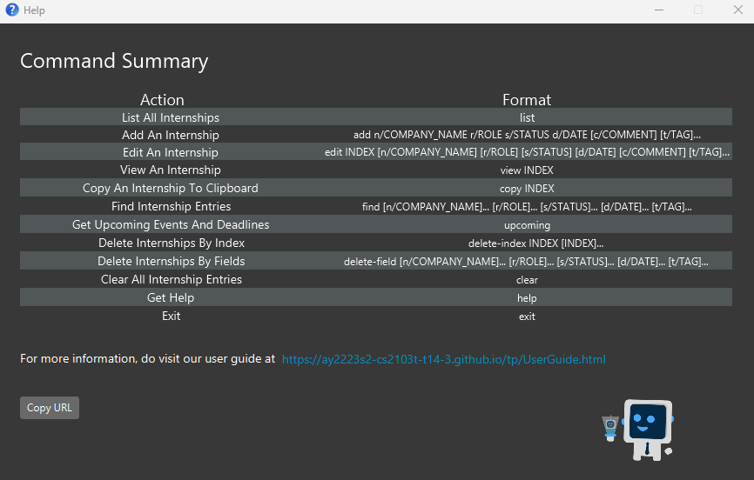 Help
Command Summary
Action Format
List All Internships list
Add An Internship add n/COMPANY_NAME r/ROLE s/STATUS d/DATE [c/COMMENT] [t/TAG]...
Edit An Internship edit INDEX [n/COMPANY_NAME] [r/ROLE] [s/STATUS] [d/DATE] [c/COMMENT] [t/TAG]...
View An Internship view INDEX
Copy An Internship To Clipboard copy INDEX
Find Internship Entries find [n/COMPANY_NAME]... [r/ROLE]... [s/STATUS]... [d/DATE]... [t/TAG]...
Get Upcoming Events And Deadlines upcoming
Delete Internships By Index delete-index INDEX [INDEX]...
Delete Internships By Fields delete-field [n/COMPANY_NAME]... [r/ROLE]... [s/STATUS]... [d/DATE]... [t/TAG]...
Clear All Internship Entries clear
Get Help help
Exit exit
For more information, do visit our user guide at https://ay2223s2-cs2103t-t14-3.github.io/tp/UserGuide.html
Copy URL